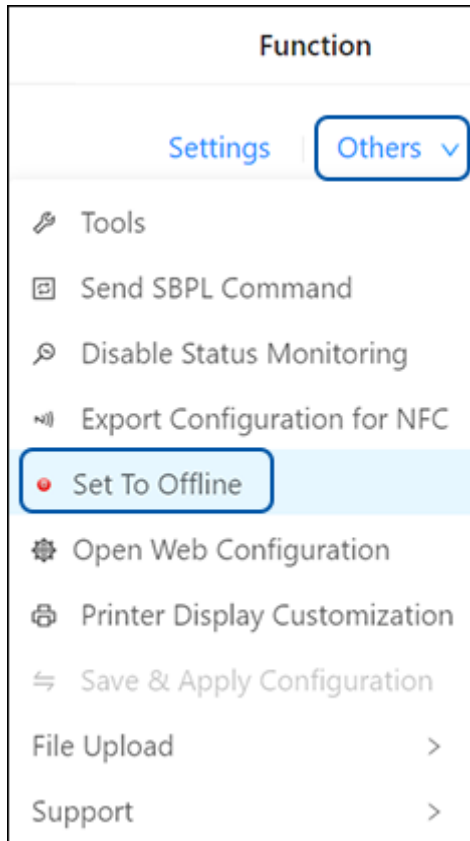 Function
Settings
Others
Tools
Send SBPL Command
Disable Status Monitoring
Export Configuration for NFC
Set To Offline
Open Web Configuration
Printer Display Customization
Save & Apply Configuration
File Upload
Support